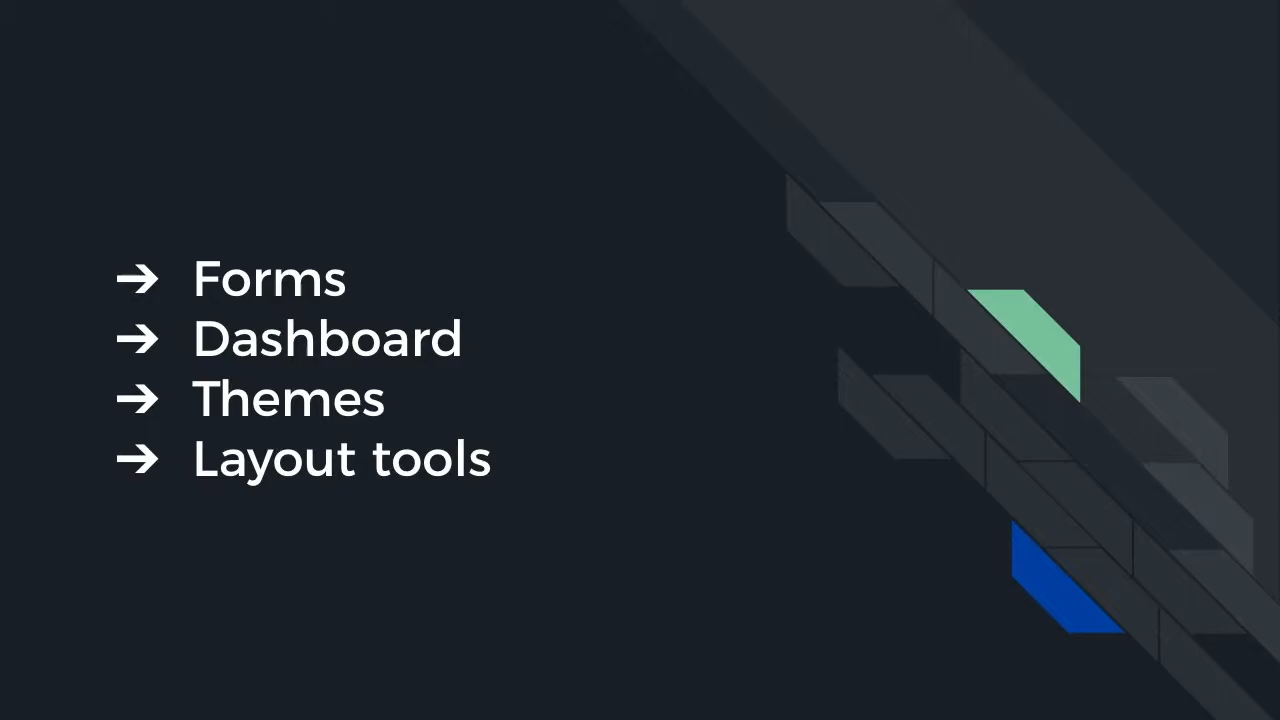 ➔ Forms
➔ Dashboard
➔ Themes
➔ Layout tools